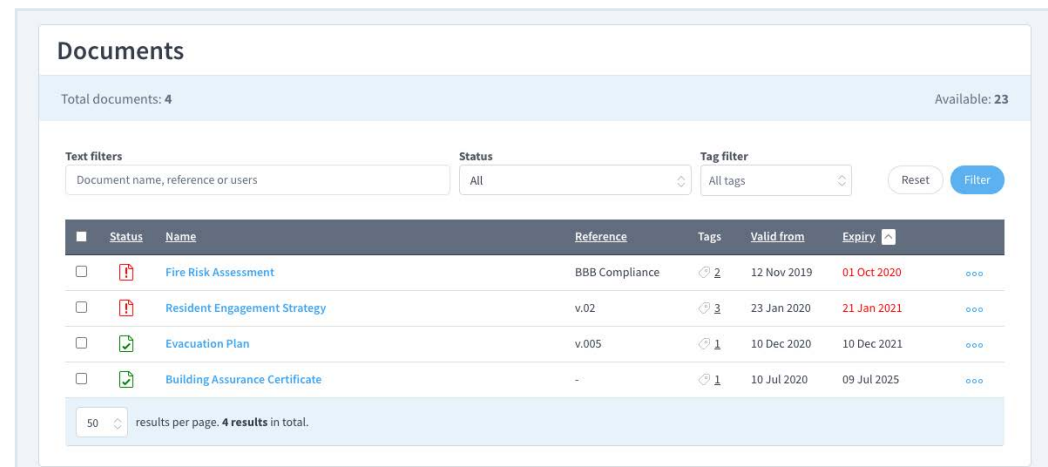 Documents
Total documents: 4 Available: 23
Text filters Status Tag filter
Document name, reference or users All All tags Reset Filter
Status Name Reference Tags Valid from Expiry
Fire Risk Assessment BBB Compliance 2 12 Nov 2019 01 Oct 2020
Resident Engagement Strategy v.02 3 23 Jan 2020 21 Jan 2021
Evacuation Plan v.005 1 10 Dec 2020 10 Dec 2021
Building Assurance Certificate - 1 10 Jul 2020 09 Jul 2025
50 results per page. 4 results in total.